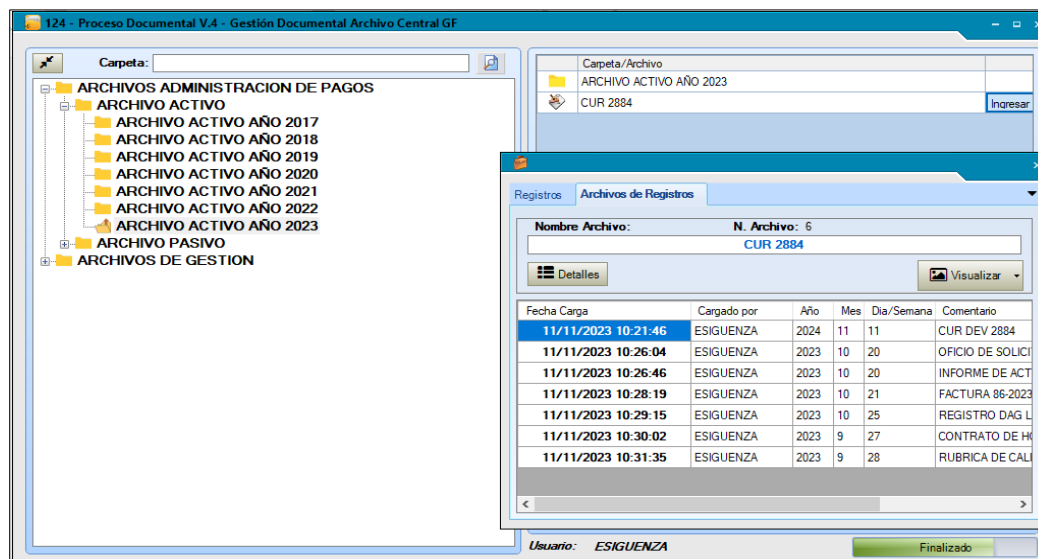 124 - Proceso Documental V.4 - Gestión Documental Archivo Central GF
Carpeta:
ARCHIVOS ADMINISTRACION DE PAGOS
ARCHIVO ACTIVO
ARCHIVO ACTIVO AÑO 2017
ARCHIVO ACTIVO AÑO 2018
ARCHIVO ACTIVO AÑO 2019
ARCHIVO ACTIVO AÑO 2020
ARCHIVO ACTIVO AÑO 2021
ARCHIVO ACTIVO AÑO 2022
ARCHIVO ACTIVO AÑO 2023
ARCHIVO PASIVO
ARCHIVOS DE GESTION
Carpeta/Archivo
ARCHIVO ACTIVO AÑO 2023
CUR 2884 Ingresar
Registros Archivos de Registros
Nombre Archivo: N. Archivo: 6
CUR 2884
Detalles Visualizar
Fecha Carga Cargado por Año Mes Dia/Semana Comentario
11/11/2023 10:21:46 ESIGUENZA 2024 11 11 CUR DEV 2884
11/11/2023 10:26:04 ESIGUENZA 2023 10 20 OFICIO DE SOLICI
11/11/2023 10:26:46 ESIGUENZA 2023 10 20 INFORME DE ACT
11/11/2023 10:28:19 ESIGUENZA 2023 10 21 FACTURA 86-2023
11/11/2023 10:29:15 ESIGUENZA 2023 10 25 REGISTRO DAG L
11/11/2023 10:30:02 ESIGUENZA 2023 9 27 CONTRATO DE HO
11/11/2023 10:31:35 ESIGUENZA 2023 9 28 RUBRICA DE CALI
Usuario: ESIGUENZA Finalizado